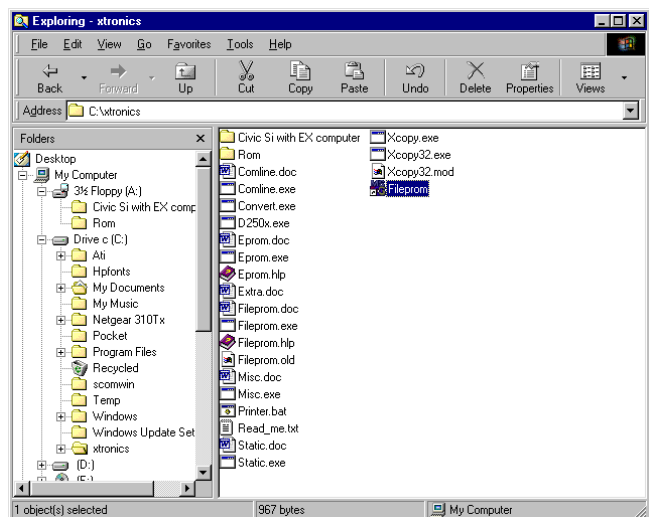 Exploring - xtronics
File Edit View Go Favorites Tools Help
Back Forward Up Cut Copy Paste Undo Delete Properties Views
Address C:\xtronics
Folders
Desktop
My Computer
3½ Floppy (A:)
Civic Si with EX comp
Rom
Drive c (C:)
Ati
Hpfonts
My Documents
My Music
Netgear 310Tx
Pocket
Program Files
Recycled
scomwin
Temp
Windows
Windows Update Set
xtronics
(D:)
(E:)
Civic Si with EX computer
Rom
Comline.doc
Comline.exe
Convert.exe
D250x.exe
Eprom.doc
Eprom.exe
Eprom.hlp
Extra.doc
Fileprom.doc
Fileprom.exe
Fileprom.hlp
Fileprom.old
Misc.doc
Misc.exe
Printer.bat
Read_me.txt
Static.doc
Static.exe
Xcopy.exe
Xcopy32.exe
Xcopy32.mod
Fileprom
1 object(s) selected 967 bytes My Computer